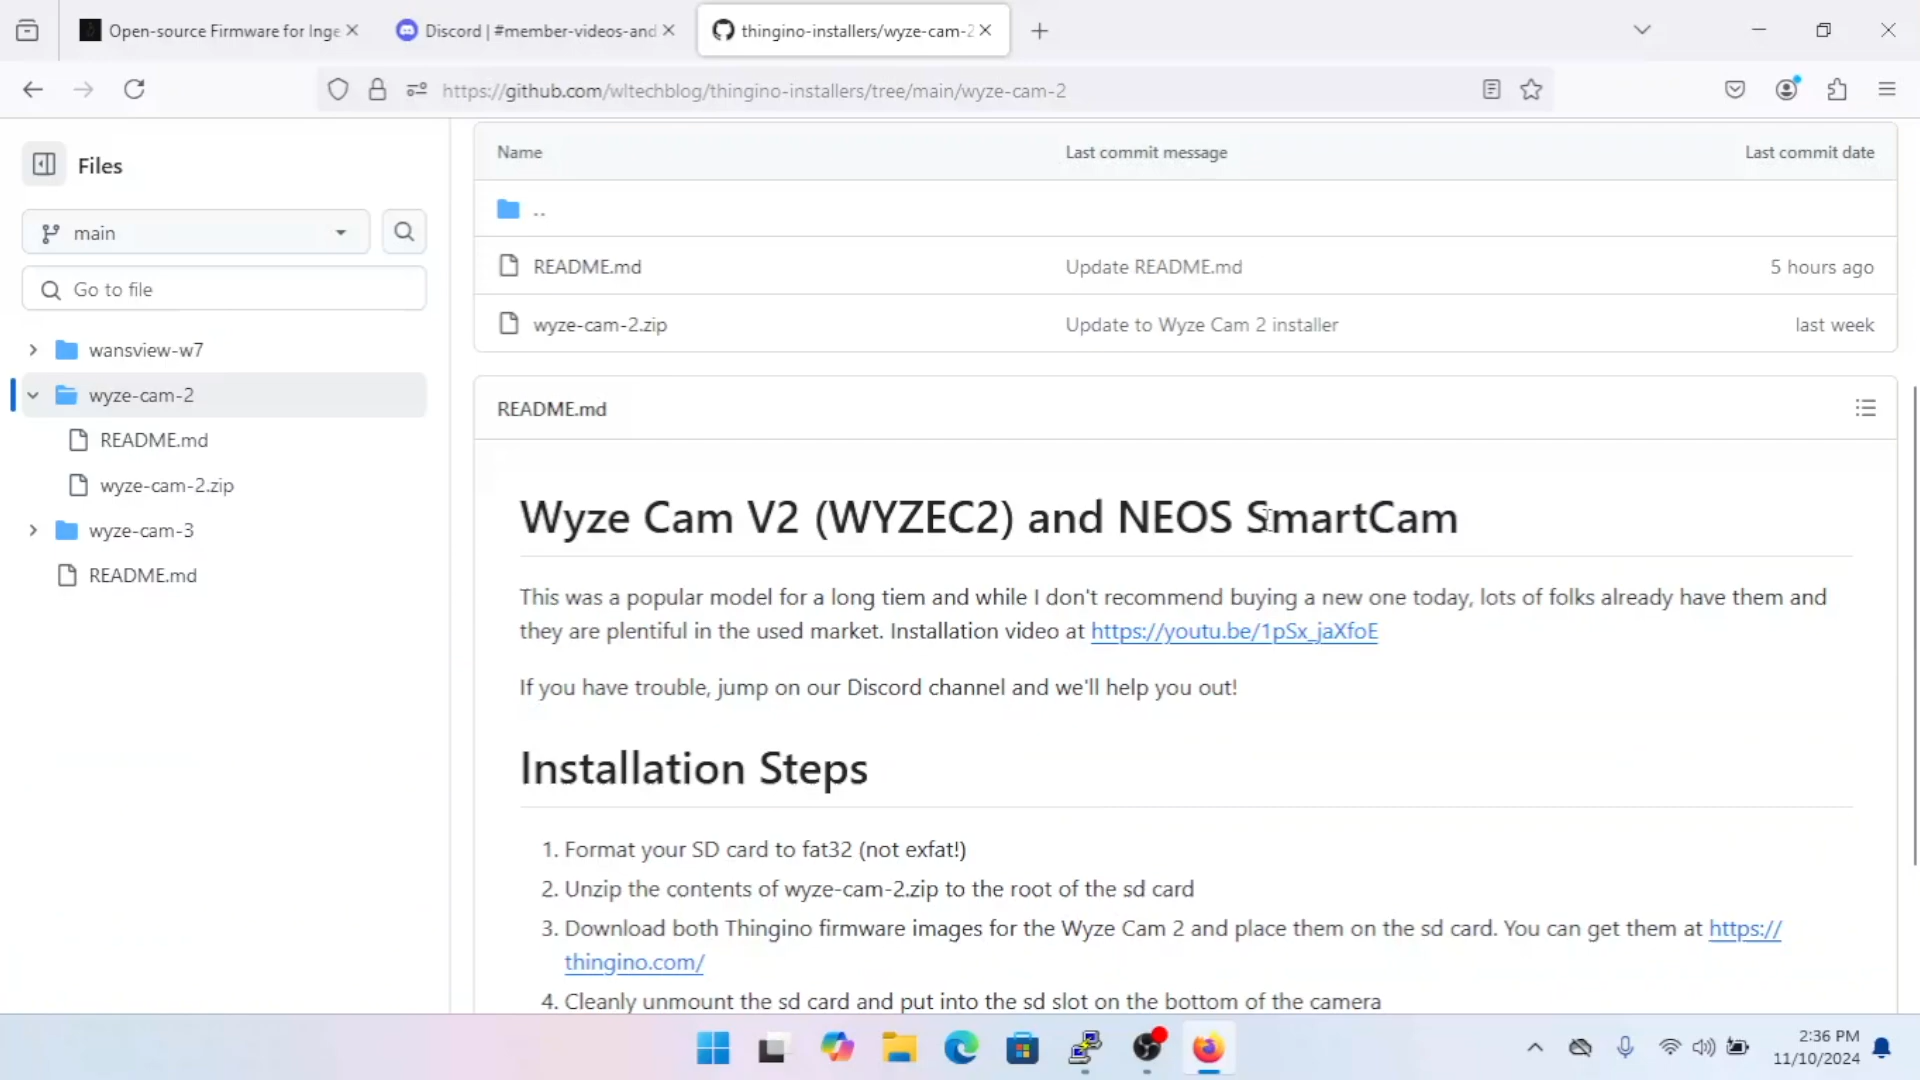 Open-source Firmware for Inge
Discord | #member-videos-and
thingino-installers/wyze-cam-2
https://github.com/wltechblog/thingino-installers/tree/main/wyze-cam-2
Files
main
Go to file
wansview-w7
wyze-cam-2
README.md
wyze-cam-2.zip
wyze-cam-3
README.md
Name Last commit message Last commit date
..
README.md Update README.md 5 hours ago
wyze-cam-2.zip Update to Wyze Cam 2 installer last week
README.md
Wyze Cam V2 (WYZEC2) and NEOS SmartCam
This was a popular model for a long tiem and while I don't recommend buying a new one today, lots of folks already have them and
they are plentiful in the used market. Installation video at https://youtu.be/1pSx_jaXfoE
If you have trouble, jump on our Discord channel and we'll help you out!
Installation Steps
1. Format your SD card to fat32 (not exfat!)
2. Unzip the contents of wyze-cam-2.zip to the root of the sd card
3. Download both Thingino firmware images for the Wyze Cam 2 and place them on the sd card. You can get them at https://
thingino.com/
4. Cleanly unmount the sd card and put into the sd slot on the bottom of the camera
2:36 PM
11/10/2024